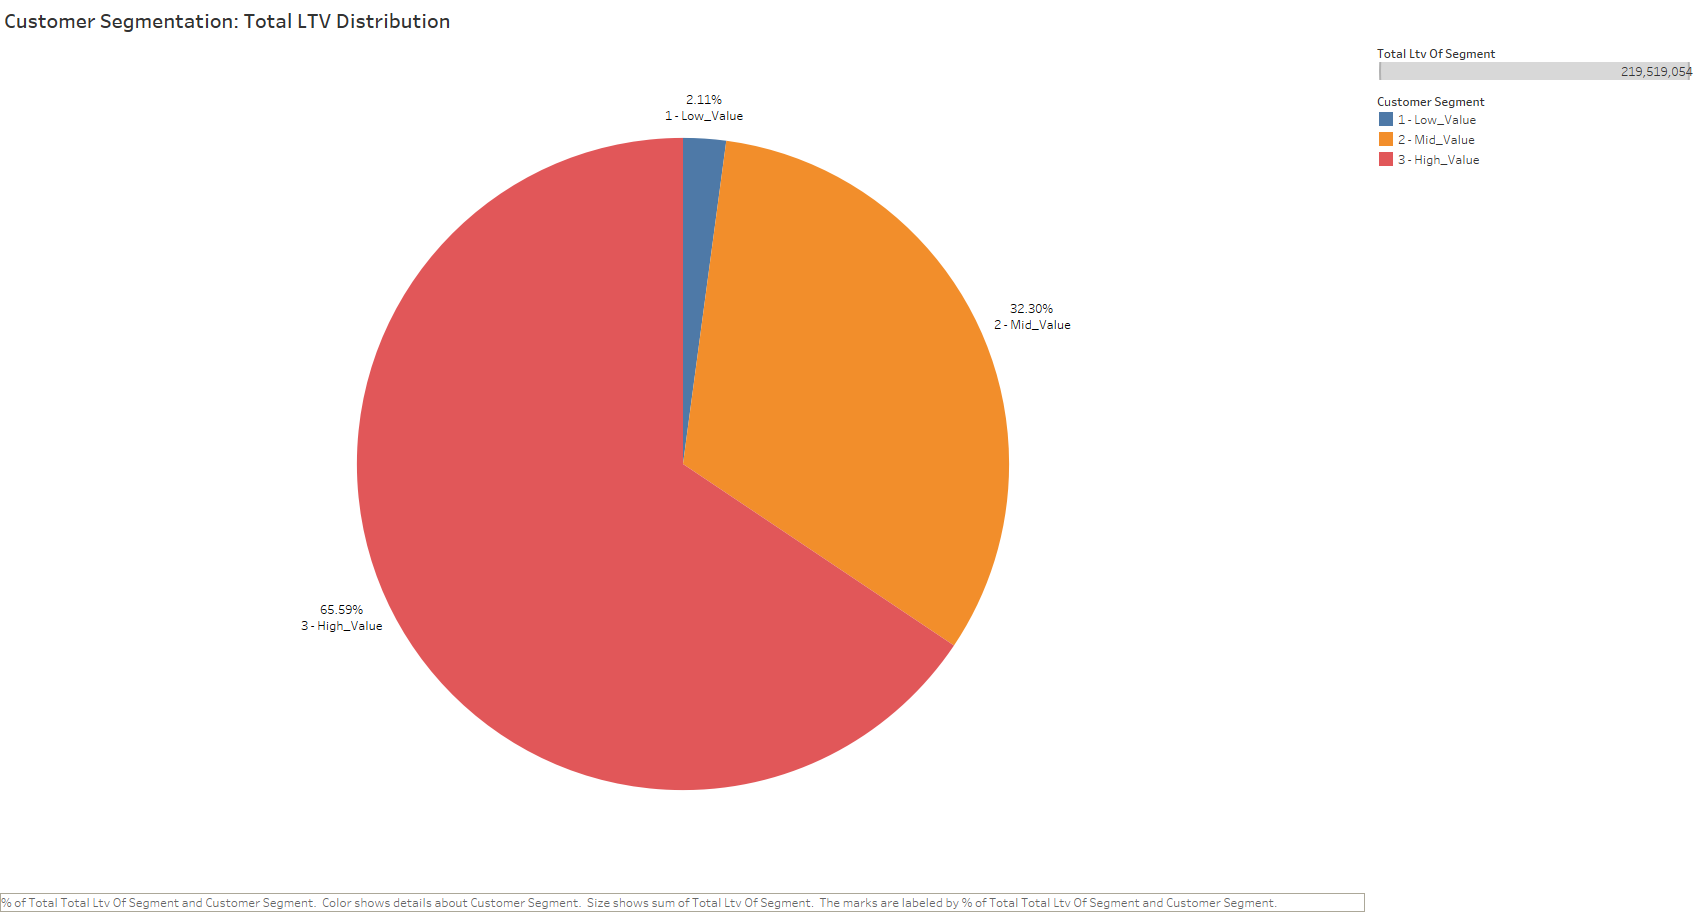 Customer Segmentation: Total LTV Distribution
Total Ltv Of Segment
219,519,054
Customer Segment
1 - Low_Value
2 - Mid_Value
3 - High_Value
2.11%
1 - Low_Value
32.30%
2 - Mid_Value
65.59%
3 - High_Value
% of Total Total Ltv Of Segment and Customer Segment.  Color shows details about Customer Segment.  Size shows sum of Total Ltv Of Segment.  The marks are labeled by % of Total Total Ltv Of Segment and Customer Segment.